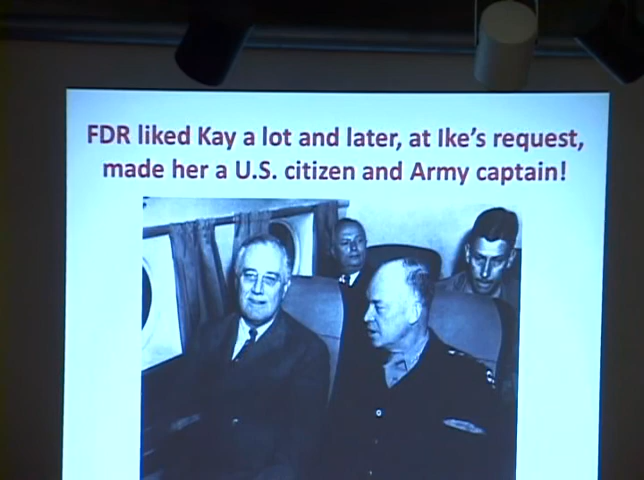 FDR liked Kay a lot and later, at Ike's request,
made her a U.S. citizen and Army captain!